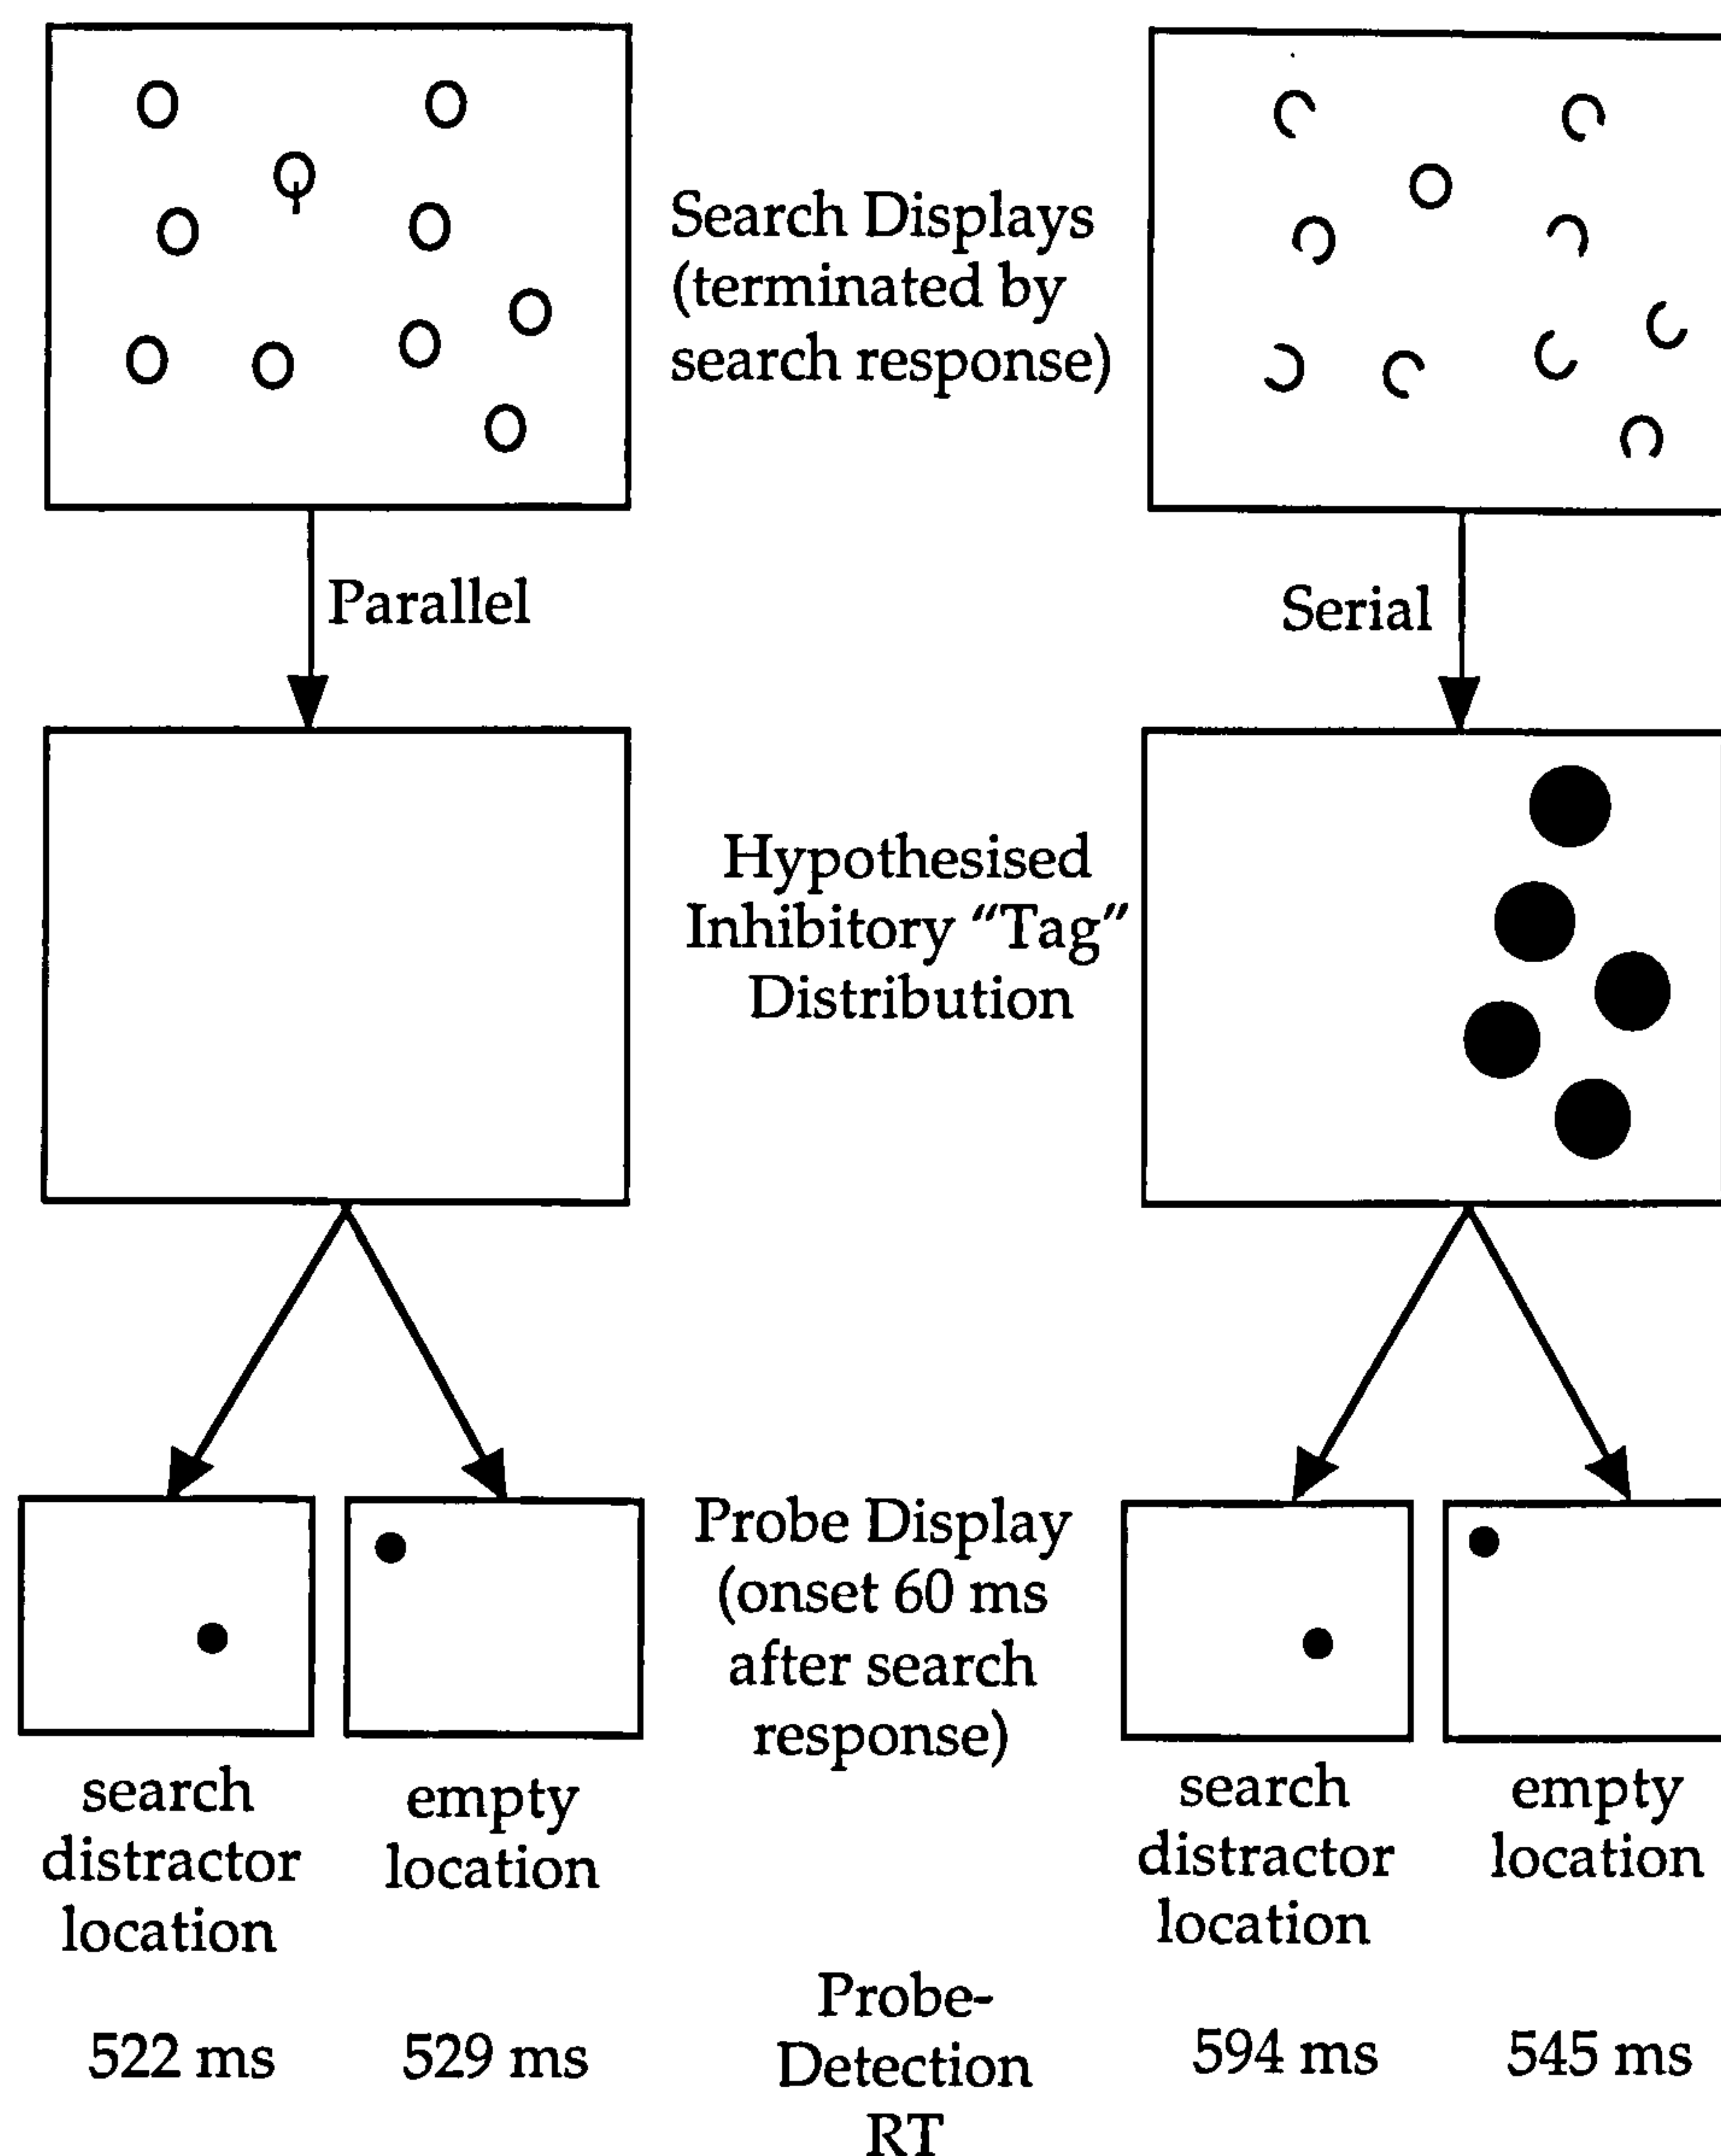 Search Displays
(terminated by
search response)
Parallel
Serial
Hypothesised
Inhibitory “Tag”
Distribution
Probe Display
(onset 60 ms
after search
response)
search
distractor
location
empty
location
search
distractor
location
empty
location
Probe-
Detection
RT
522 ms
529 ms
594 ms
545 ms